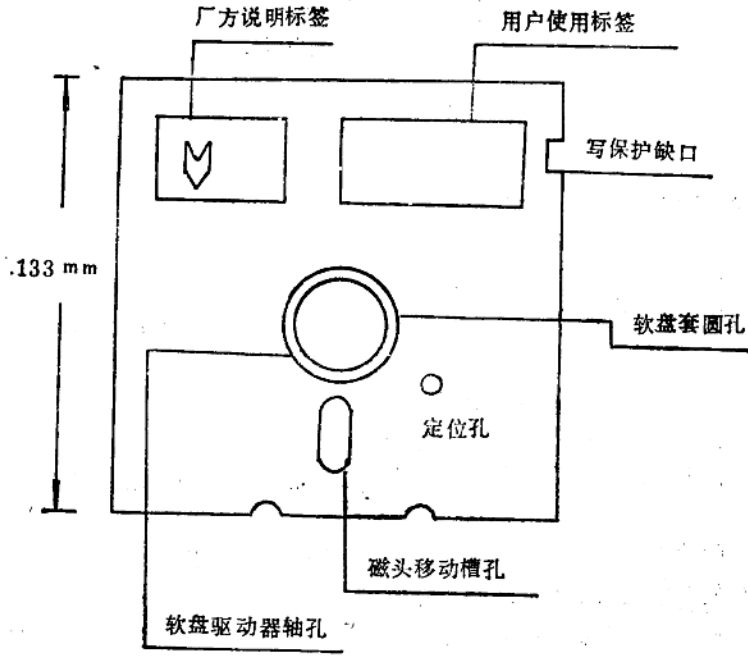 厂方说明标签
用户使用标签
写保护缺口
.133 mm
软盘套圆孔
定位孔
磁头移动槽孔
软盘驱动器轴孔